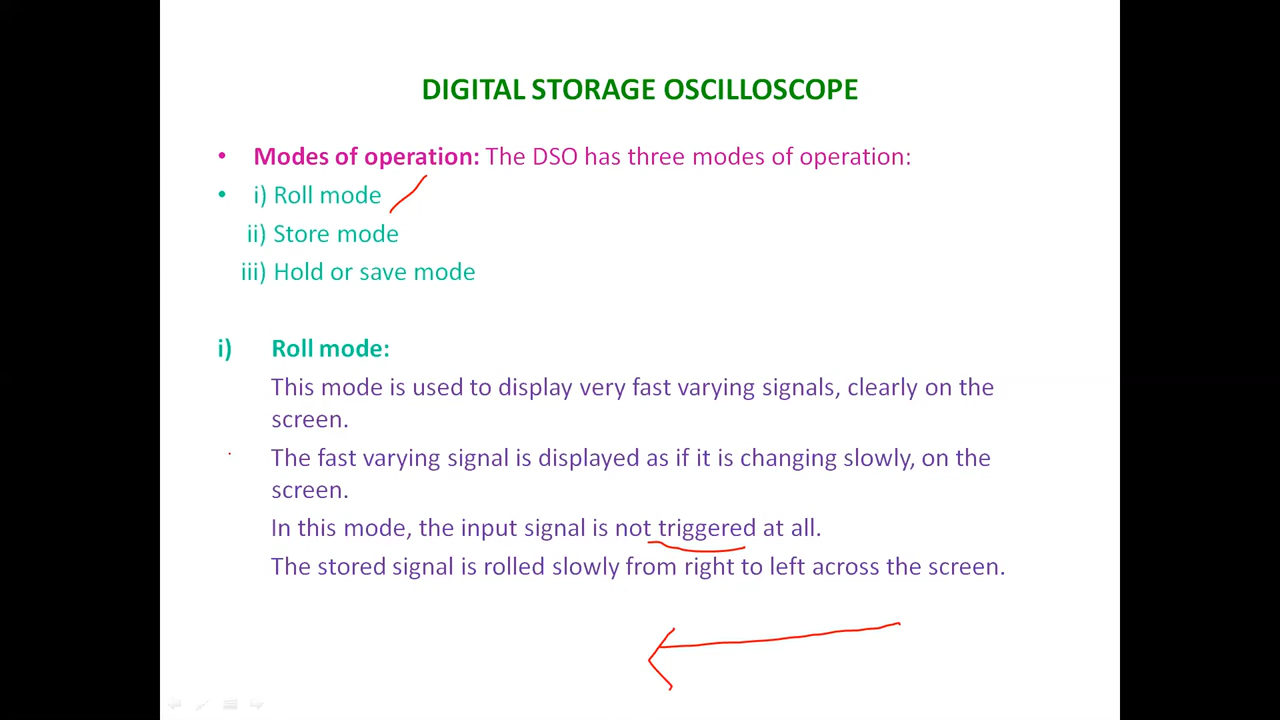 DIGITAL STORAGE OSCILLOSCOPE
• Modes of operation: The DSO has three modes of operation:
• i) Roll mode
ii) Store mode
iii) Hold or save mode
i) Roll mode:
This mode is used to display very fast varying signals, clearly on the
screen.
The fast varying signal is displayed as if it is changing slowly, on the
screen.
In this mode, the input signal is not triggered at all.
The stored signal is rolled slowly from right to left across the screen.